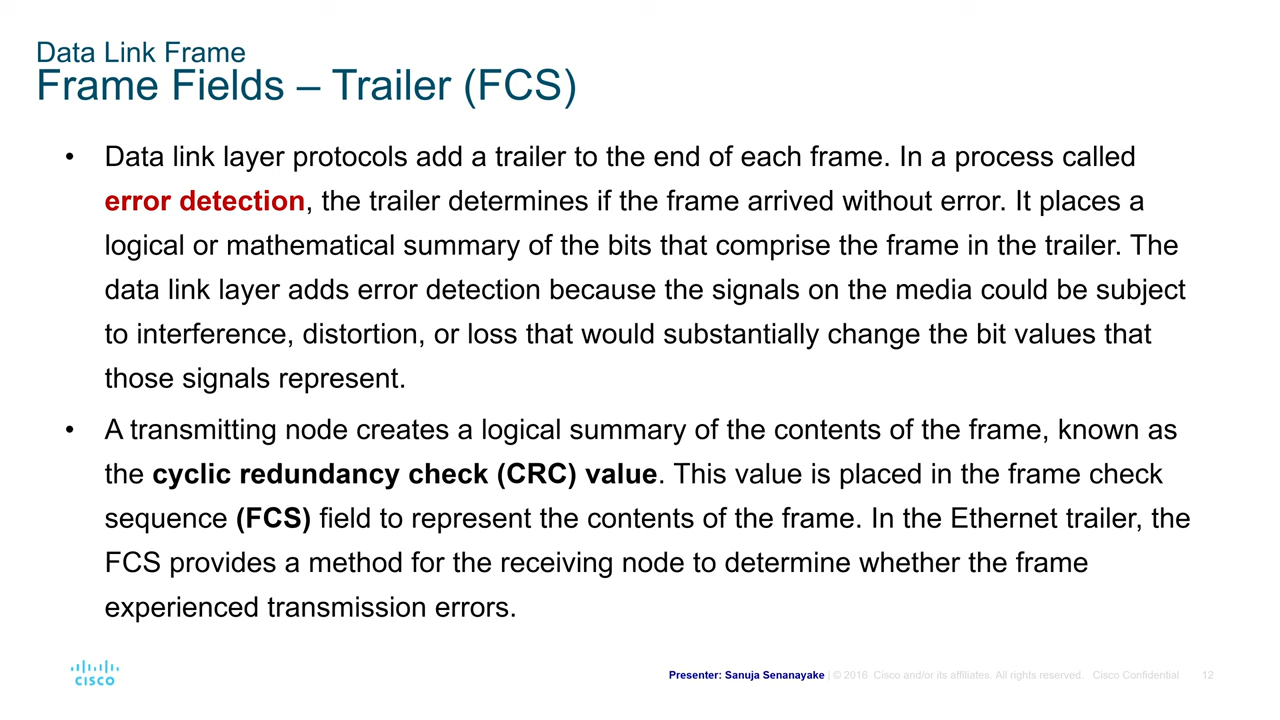 Data Link Frame
Frame Fields – Trailer (FCS)
• Data link layer protocols add a trailer to the end of each frame. In a process called
error detection, the trailer determines if the frame arrived without error. It places a
logical or mathematical summary of the bits that comprise the frame in the trailer. The
data link layer adds error detection because the signals on the media could be subject
to interference, distortion, or loss that would substantially change the bit values that
those signals represent.
• A transmitting node creates a logical summary of the contents of the frame, known as
the cyclic redundancy check (CRC) value. This value is placed in the frame check
sequence (FCS) field to represent the contents of the frame. In the Ethernet trailer, the
FCS provides a method for the receiving node to determine whether the frame
experienced transmission errors.
CISCO
Presenter: Sanuja Senanayake | © 2016 Cisco and/or its affiliates. All rights reserved. Cisco Confidential 12